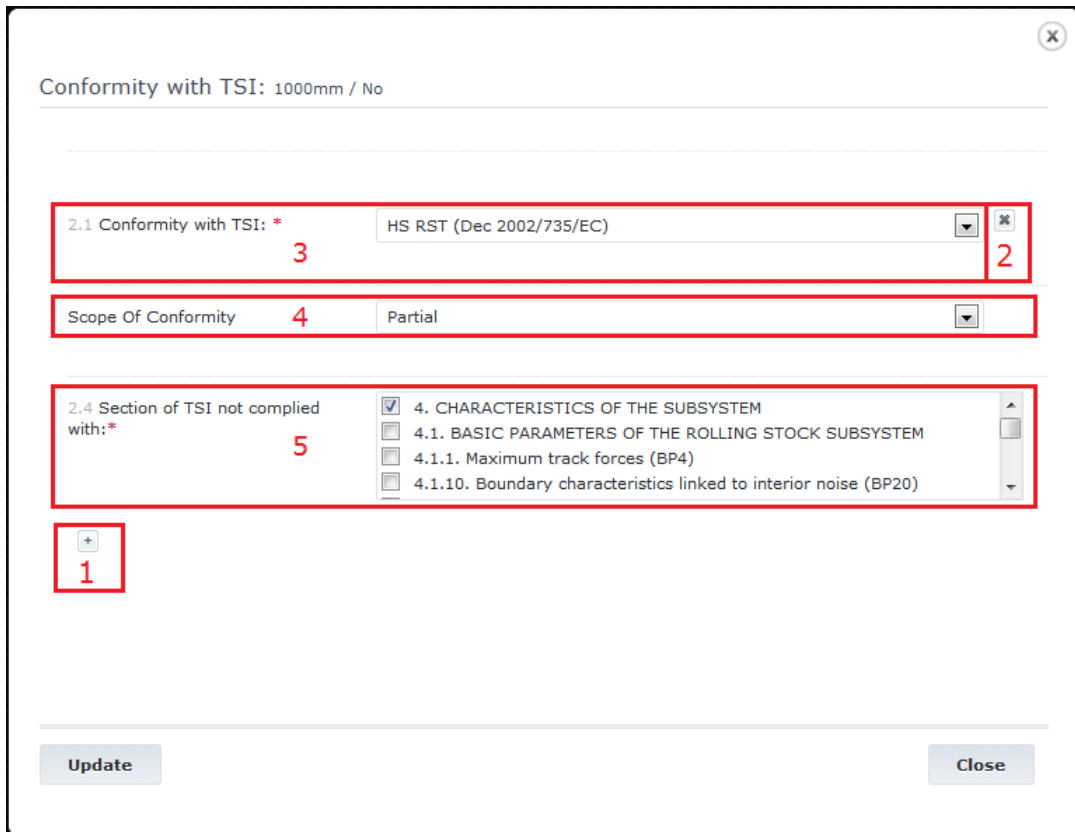 x
Conformity with TSI: 1000mm / No
2.1 Conformity with TSI: * HS RST (Dec 2002/735/EC)
3 2
Scope Of Conformity 4 Partial
2.4 Section of TSI not complied with:*
5
4. CHARACTERISTICS OF THE SUBSYSTEM
4.1. BASIC PARAMETERS OF THE ROLLING STOCK SUBSYSTEM
4.1.1. Maximum track forces (BP4)
4.1.10. Boundary characteristics linked to interior noise (BP20)
+
1
Update Close